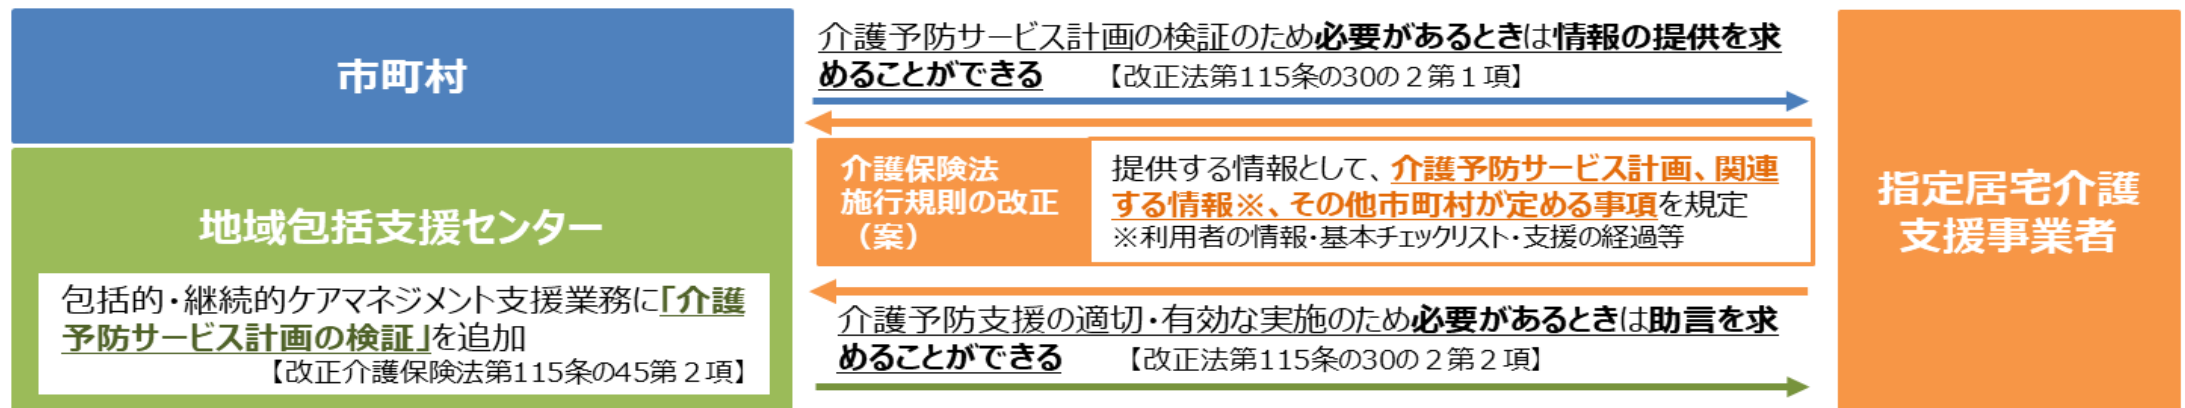 市町村
地域包括支援センター
包括的・継続的ケアマネジメント支援業務に「介護
予防サービス計画の検証」を追加
【改正介護保険法第115条の45第２項】
介護予防サービス計画の検証のため必要があるときは情報の提供を求
めることができる　　【改正法第115条の30の２第１項】
介護保険法
施行規則の改正
（案）
提供する情報として、介護予防サービス計画、関連
する情報※、その他市町村が定める事項を規定
※利用者の情報・基本チェックリスト・支援の経過等
介護予防支援の適切・有効な実施のため必要があるときは助言を求
めることができる　　【改正法第115条の30の２第２項】
指定居宅介護
支援事業者